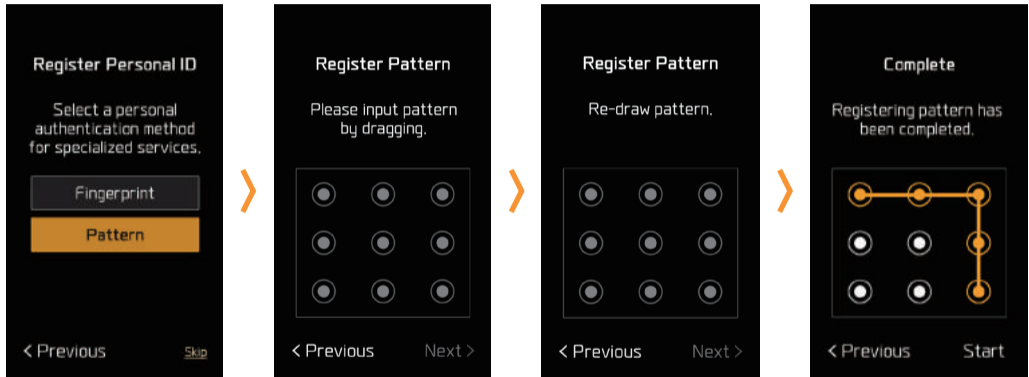 Register Personal ID
Select a personal
authentication method
for specialized services.
Fingerprint
Pattern
< Previous
Skip
Register Pattern
Please input pattern
by dragging.
< Previous
Next >
Register Pattern
Re-draw pattern.
< Previous
Next >
Complete
Registering pattern has
been completed.
< Previous
Start